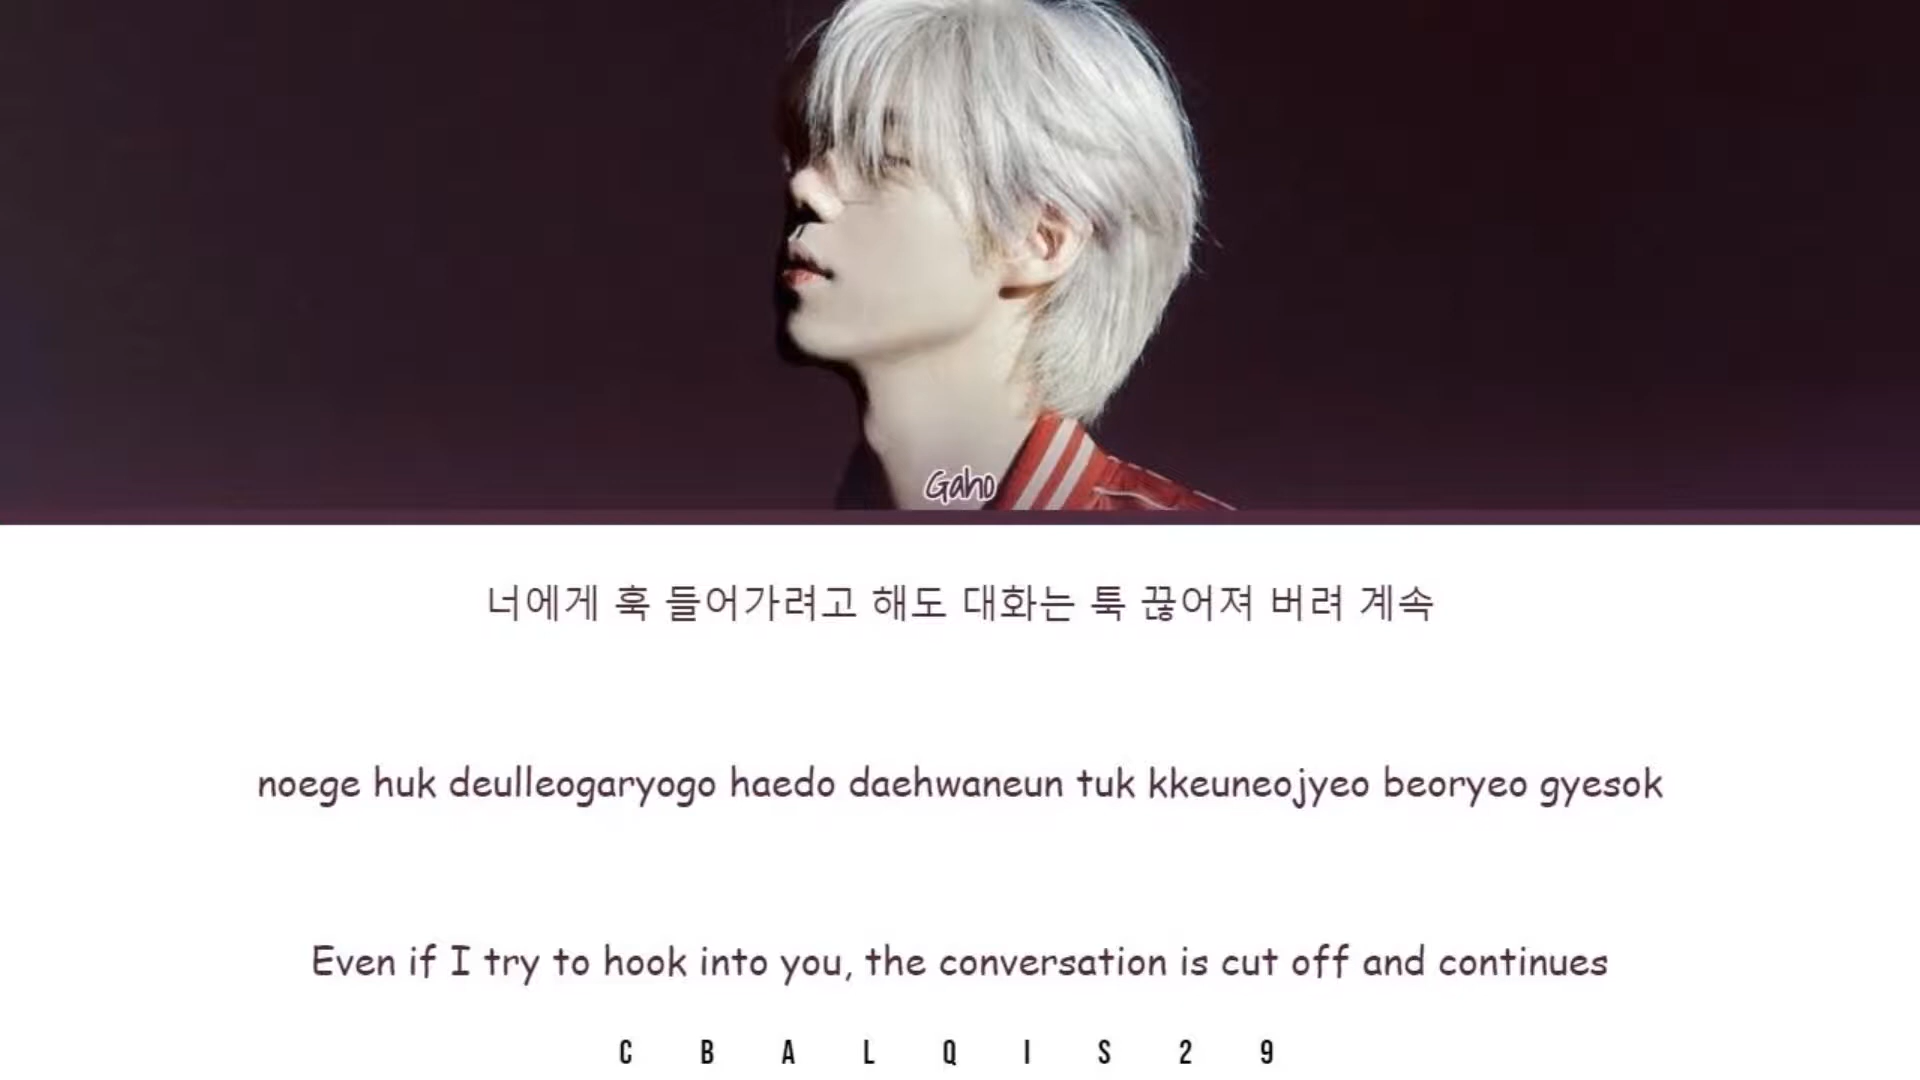 Gaho
너에게 훅 들어가려고 해도 대화는 툭 끊어져 버려 계속
noege huk deulleogaryogo haedo daehwaneun tuk kkeuneojyeo beoryeo gyesok
Even if I try to hook into you, the conversation is cut off and continues
C B A L Q I S 2 9